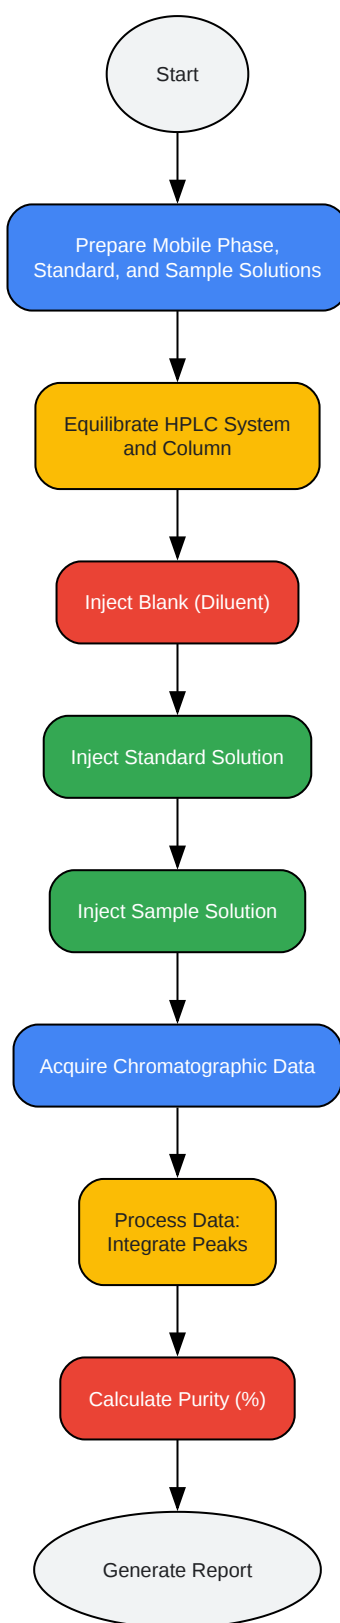 Start
Prepare Mobile Phase,
Standard, and Sample Solutions
Equilibrate HPLC System
and Column
Inject Blank (Diluent)
Inject Standard Solution
Inject Sample Solution
Acquire Chromatographic Data
Process Data:
Integrate Peaks
Calculate Purity (%)
Generate Report